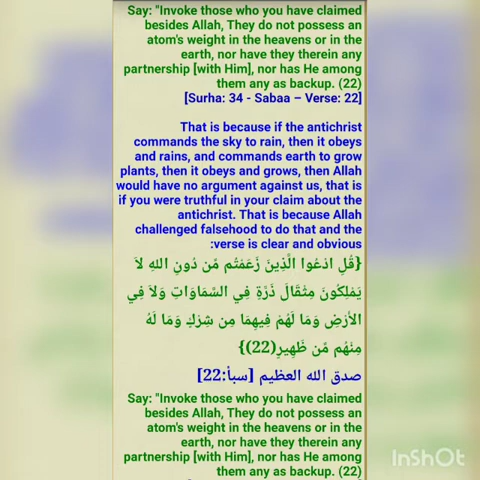 Say: "Invoke those who you have claimed
besides Allah, They do not possess an
atom's weight in the heavens or in the
earth, nor have they therein any
partnership [with Him], nor has He among
them any as backup. (22)
[Surha: 34 - Sabaa – Verse: 22]
That is because if the antichrist
commands the sky to rain, then it obeys
and rains, and commands earth to grow
plants, then it obeys and grows, then Allah
would have no argument against us, that is
if you were truthful in your claim about the
antichrist. That is because Allah
challenged falsehood to do that and the
:verse is clear and obvious
{قُلِ ادْعُوا الَّذِينَ زَعَمْتُم مِّن دُونِ اللهِ لاَ
يَمْلِكُونَ مِثْقَالَ ذَرَّةٍ فِي السَّمَاوَاتِ وَلاَ فِي
الأَرْضِ وَمَا لَهُمْ فِيهِمَا مِن شِرْكٍ وَمَا لَهُ
مِنْهُم مِّن ظَهِيرٍ(22)}
صدق الله العظيم [سبأ:22]
Say: "Invoke those who you have claimed
besides Allah, They do not possess an
atom's weight in the heavens or in the
earth, nor have they therein any
partnership [with Him], nor has He among
them any as backup. (22)
InShOt